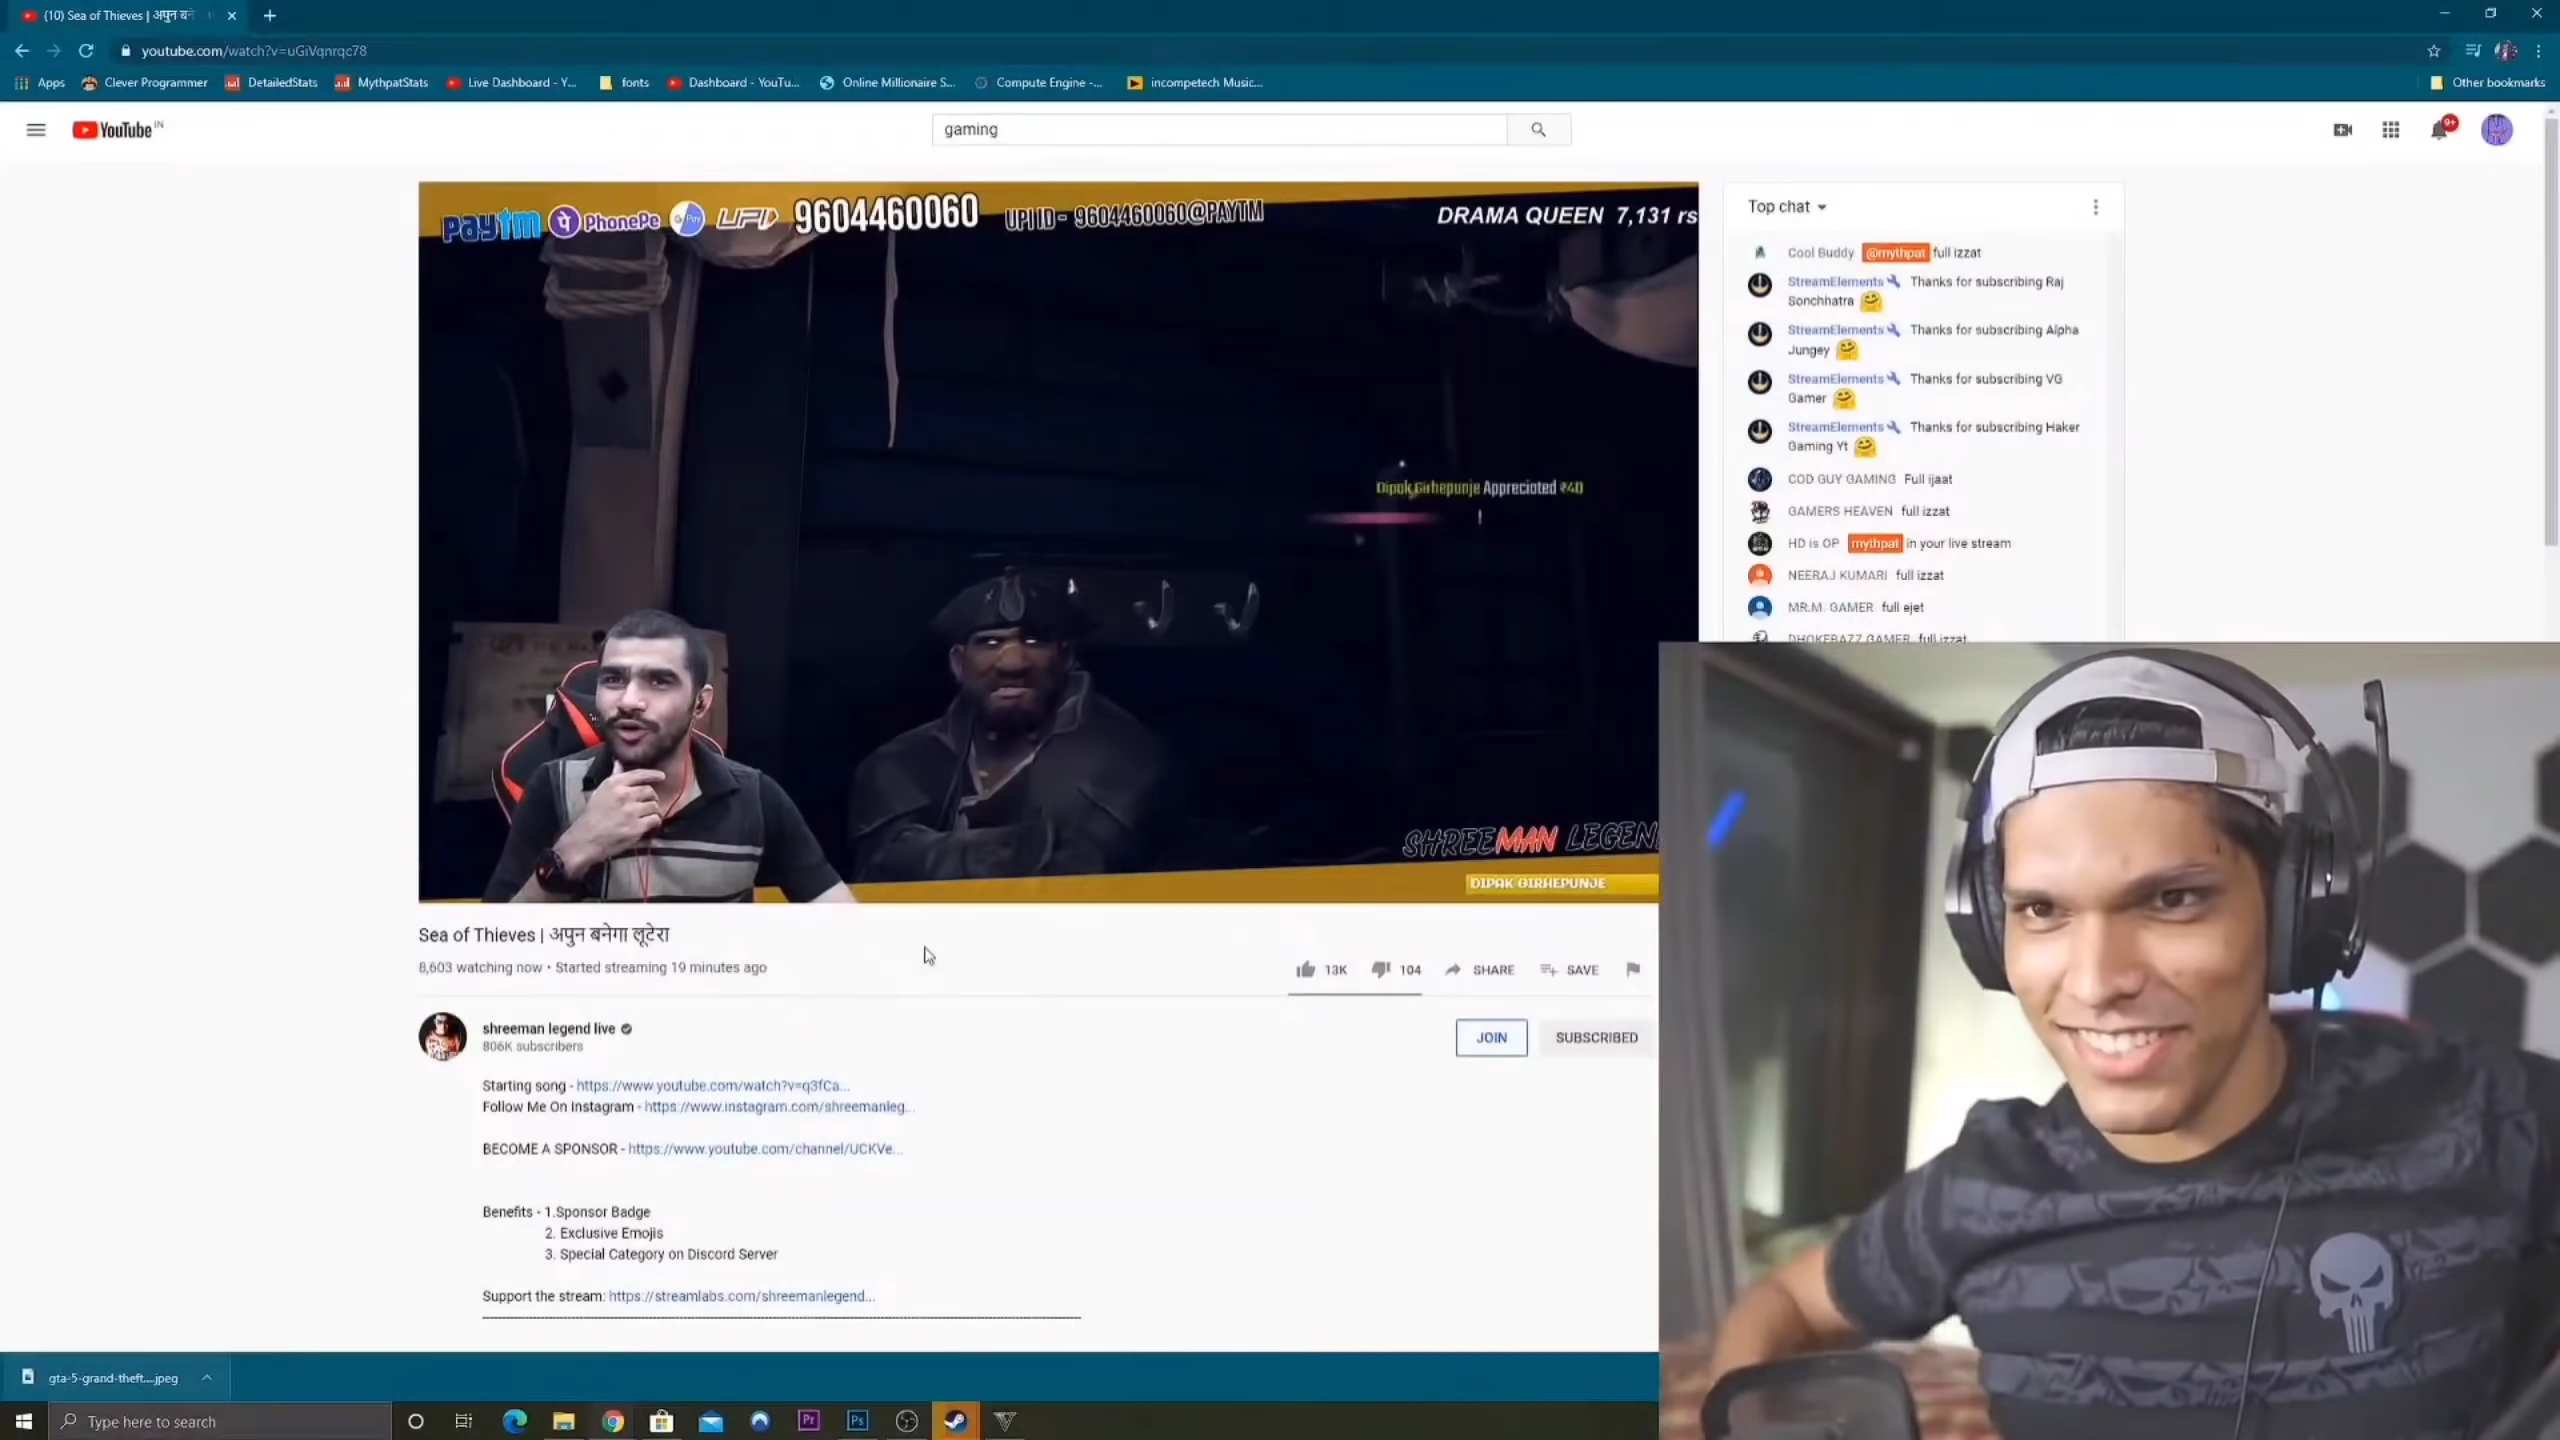 (10) Sea of Thieves | अपुन बने
youtube.com/watch?v=uGiVqnrqc78
Apps Clever Programmer DetailedStats MythpatStats Live Dashboard - Y... fonts Dashboard - YouTu... Online Millionaire S... Compute Engine -... incompetech Music... Other bookmarks
YouTube IN gaming 9+
paytm PhonePe G Pay UPI 9604460060 UPI ID - 9604460060@PAYTM DRAMA QUEEN 7,131 rs
Dipak Girhepunje Appreciated ₹40
SHREEMAN LEGEN
DIPAK GIRHEPUNJE
Top chat
Cool Buddy @mythpat full izzat
StreamElements Thanks for subscribing Raj
Sonchhatra
StreamElements Thanks for subscribing Alpha
Jungey
StreamElements Thanks for subscribing VG
Gamer
StreamElements Thanks for subscribing Haker
Gaming Yt
COD GUY GAMING Full ijaat
GAMERS HEAVEN full izzat
HD is OP mythpat in your live stream
NEERAJ KUMARI full izzat
MR.M. GAMER full ejet
DHOKEBAZZ GAMER full izzat
Sea of Thieves | अपुन बनेगा लूटेरा
8,603 watching now • Started streaming 19 minutes ago
13K 104 SHARE SAVE
shreeman legend live
806K subscribers
JOIN SUBSCRIBED
Starting song - https://www.youtube.com/watch?v=q3fCa...
Follow Me On Instagram - https://www.instagram.com/shreemanleg...
BECOME A SPONSOR - https://www.youtube.com/channel/UCKVe...
Benefits - 1.Sponsor Badge
2. Exclusive Emojis
3. Special Category on Discord Server
Support the stream: https://streamlabs.com/shreemanlegend...
gta-5-grand-theft....jpeg
Type here to search
Pr Ps